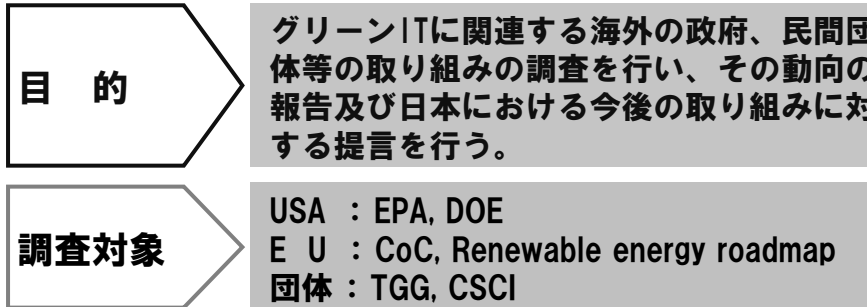 目 的
グリーンITに関連する海外の政府、民間団
体等の取り組みの調査を行い、その動向の
報告及び日本における今後の取り組みに対
する提言を行う。
調査対象
USA : EPA, DOE
E U : CoC, Renewable energy roadmap
団体 : TGG, CSCI